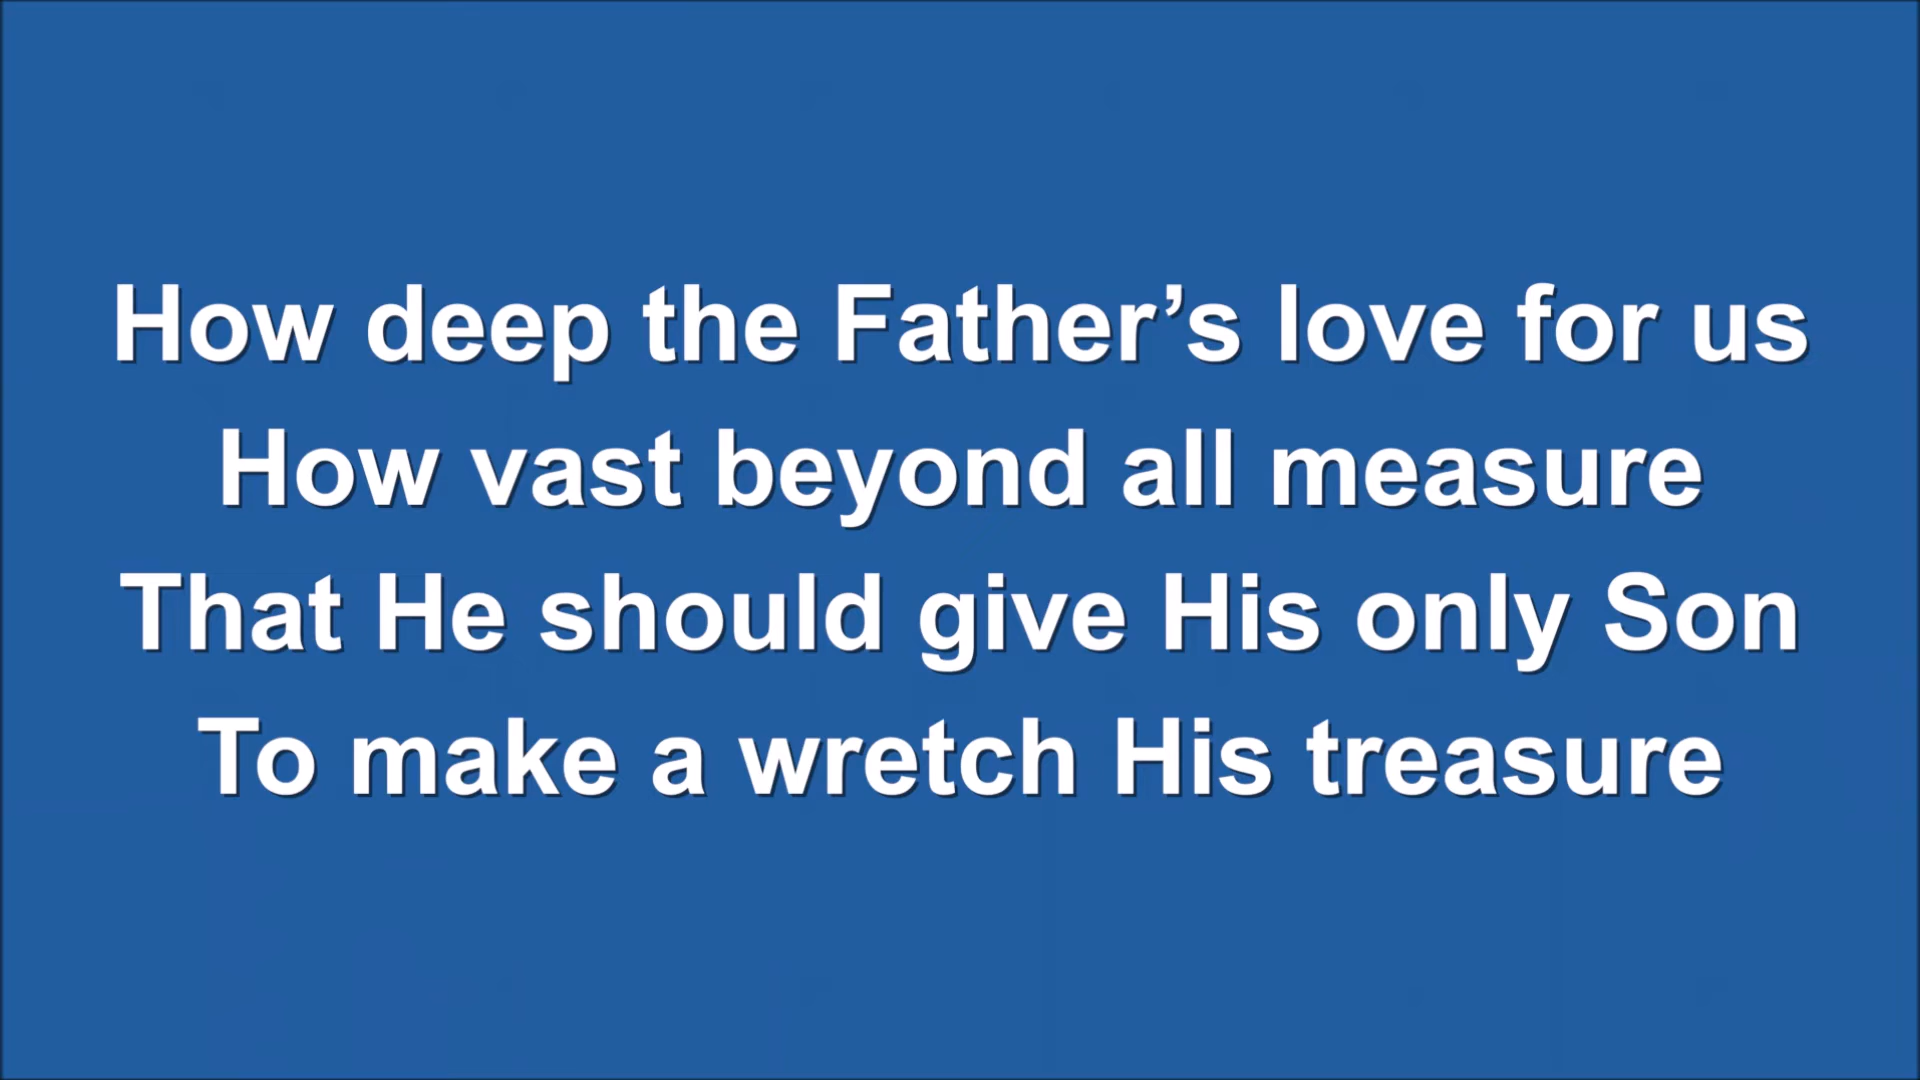 How deep the Father’s love for us
How vast beyond all measure
That He should give His only Son
To make a wretch His treasure